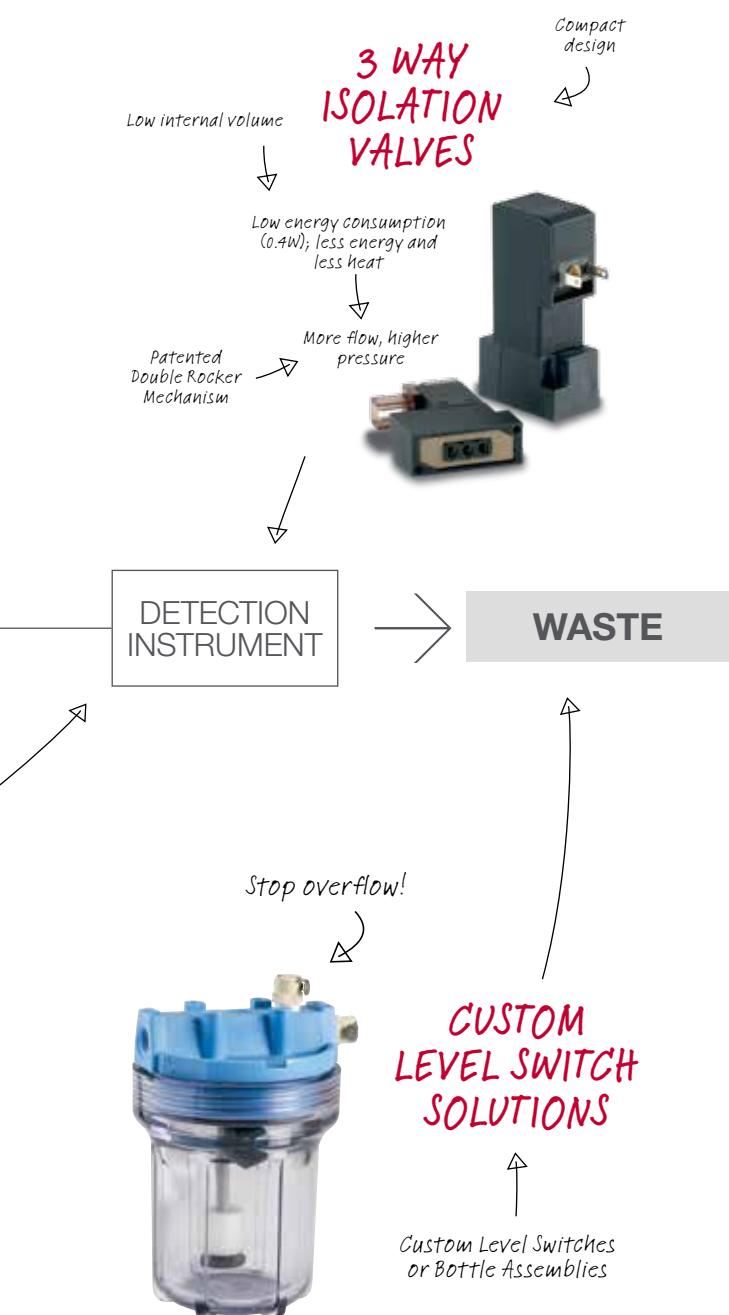 Compact
design
3 WAY
ISOLATION
VALVES
Low internal volume
Low energy consumption
(0.4W); less energy and
less heat
More flow, higher
pressure
Patented
Double Rocker
Mechanism
DETECTION
INSTRUMENT
WASTE
Stop overflow!
CUSTOM
LEVEL SWITCH
SOLUTIONS
Custom Level Switches
or Bottle Assemblies